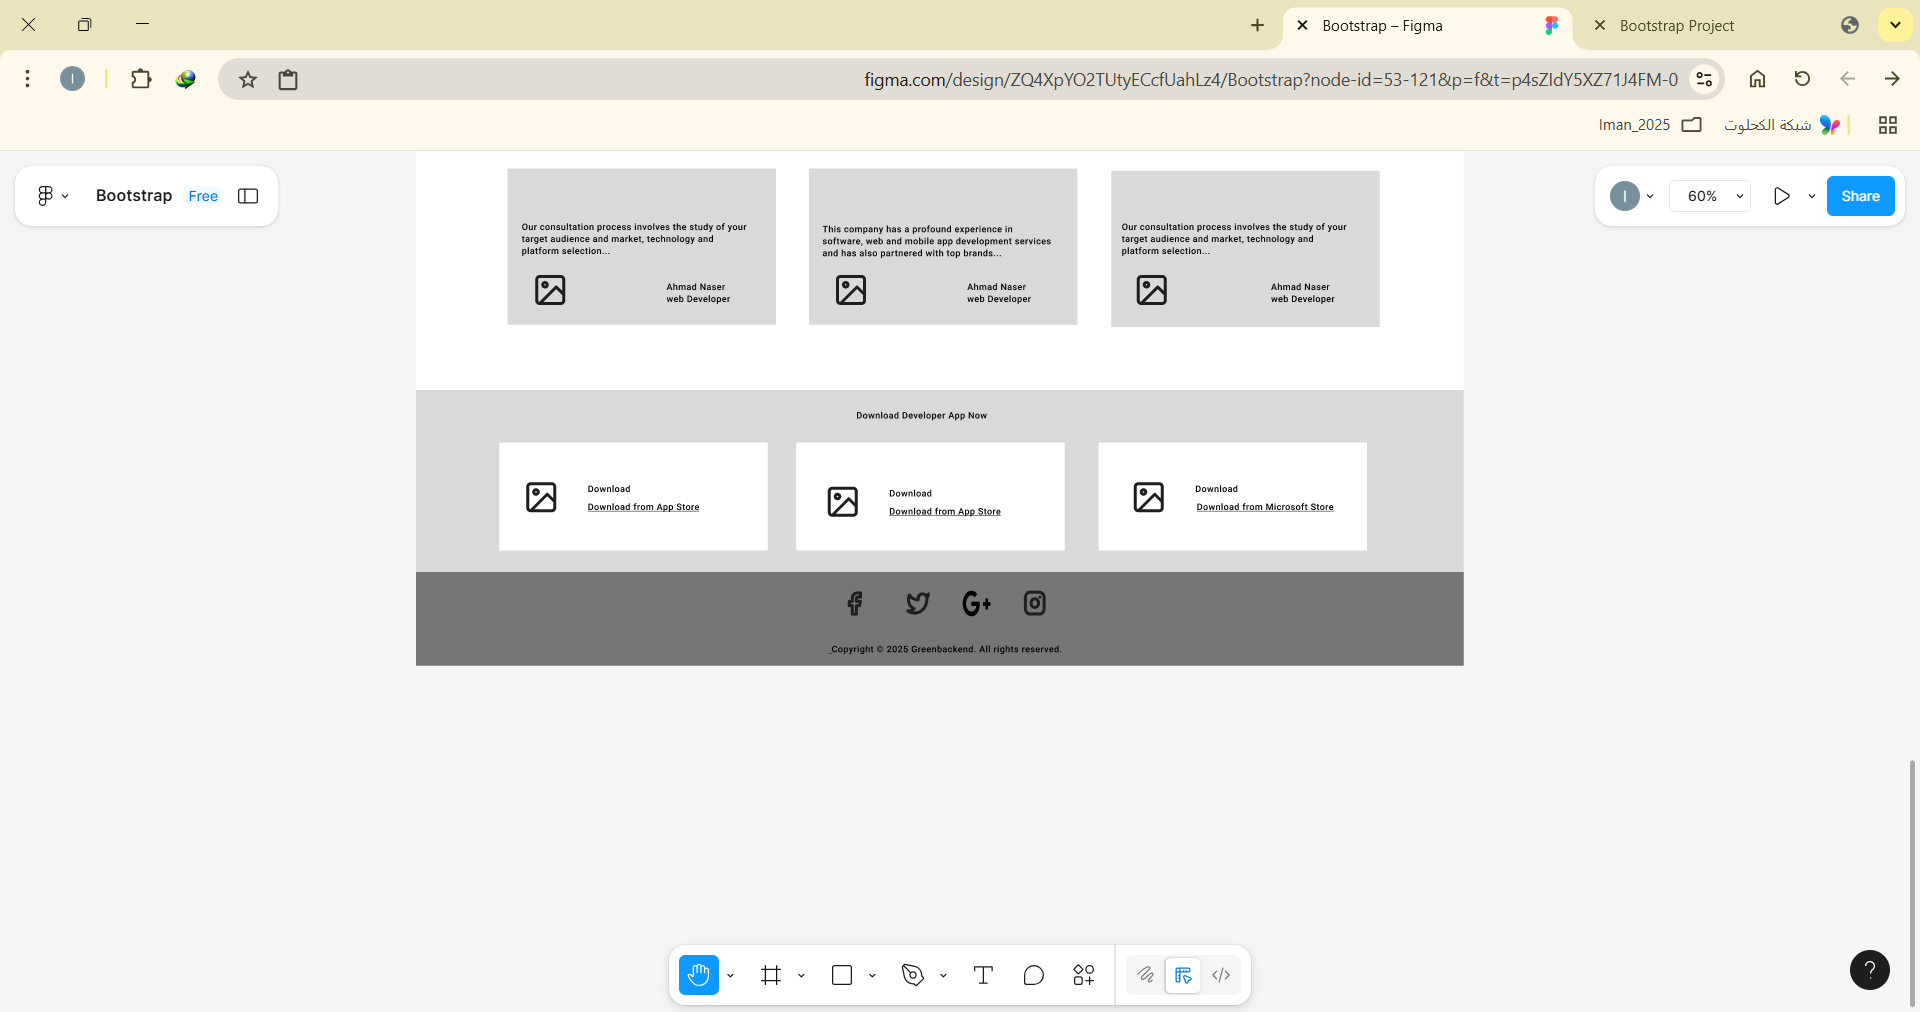 Bootstrap – Figma
Bootstrap Project
I
figma.com/design/ZQ4XpYO2TUtyECcfUahLz4/Bootstrap?node-id=53-121&p=f&t=p4sZIdY5XZ71J4FM-0
Iman_2025
شبكة الكحلوت
Bootstrap Free
I
60%
Share
Our consultation process involves the study of your
target audience and market, technology and
platform selection...
Ahmad Naser
web Developer
This company has a profound experience in
software, web and mobile app development services
and has also partnered with top brands...
Ahmad Naser
web Developer
Our consultation process involves the study of your
target audience and market, technology and
platform selection...
Ahmad Naser
web Developer
Download Developer App Now
Download
Download from App Store
Download
Download from App Store
Download
Download from Microsoft Store
G+
_Copyright © 2025 Greenbackend. All rights reserved.
T
</>
?